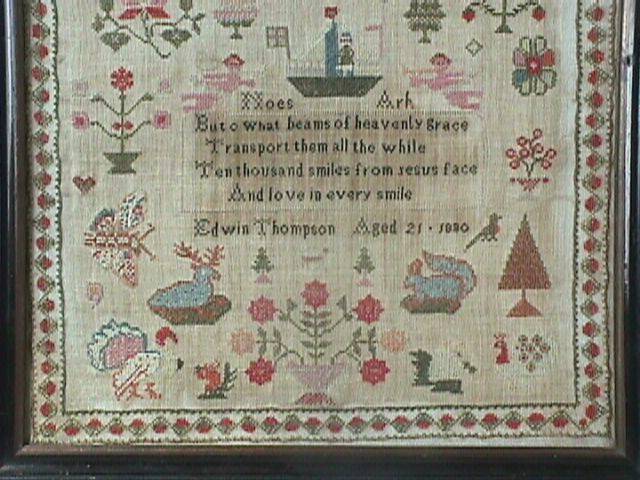 Noes Ark
But o what beams of heavenly grace
Transport them all the while
Ten thousand smiles from Jesus face
And love in every smile
Edwin Thompson Aged 21 · 1880